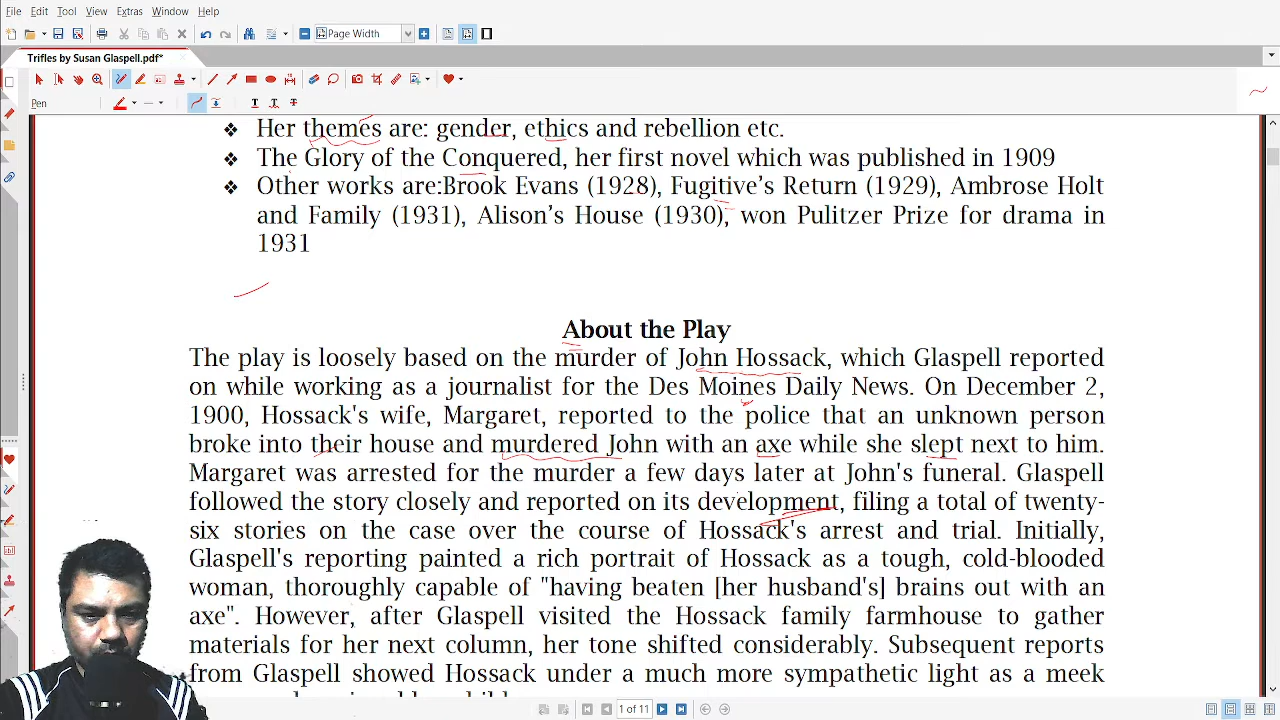 File Edit Tool View Extras Window Help
Page Width
Trifles by Susan Glaspell.pdf*
Pen
T T T
❖ Her themes are: gender, ethics and rebellion etc.
❖ The Glory of the Conquered, her first novel which was published in 1909
❖ Other works are:Brook Evans (1928), Fugitive's Return (1929), Ambrose Holt
and Family (1931), Alison's House (1930), won Pulitzer Prize for drama in
1931
About the Play
The play is loosely based on the murder of John Hossack, which Glaspell reported
on while working as a journalist for the Des Moines Daily News. On December 2,
1900, Hossack's wife, Margaret, reported to the police that an unknown person
broke into their house and murdered John with an axe while she slept next to him.
Margaret was arrested for the murder a few days later at John's funeral. Glaspell
followed the story closely and reported on its development, filing a total of twenty-
six stories on the case over the course of Hossack's arrest and trial. Initially,
Glaspell's reporting painted a rich portrait of Hossack as a tough, cold-blooded
woman, thoroughly capable of "having beaten [her husband's] brains out with an
axe". However, after Glaspell visited the Hossack family farmhouse to gather
materials for her next column, her tone shifted considerably. Subsequent reports
from Glaspell showed Hossack under a much more sympathetic light as a meek
1 of 11